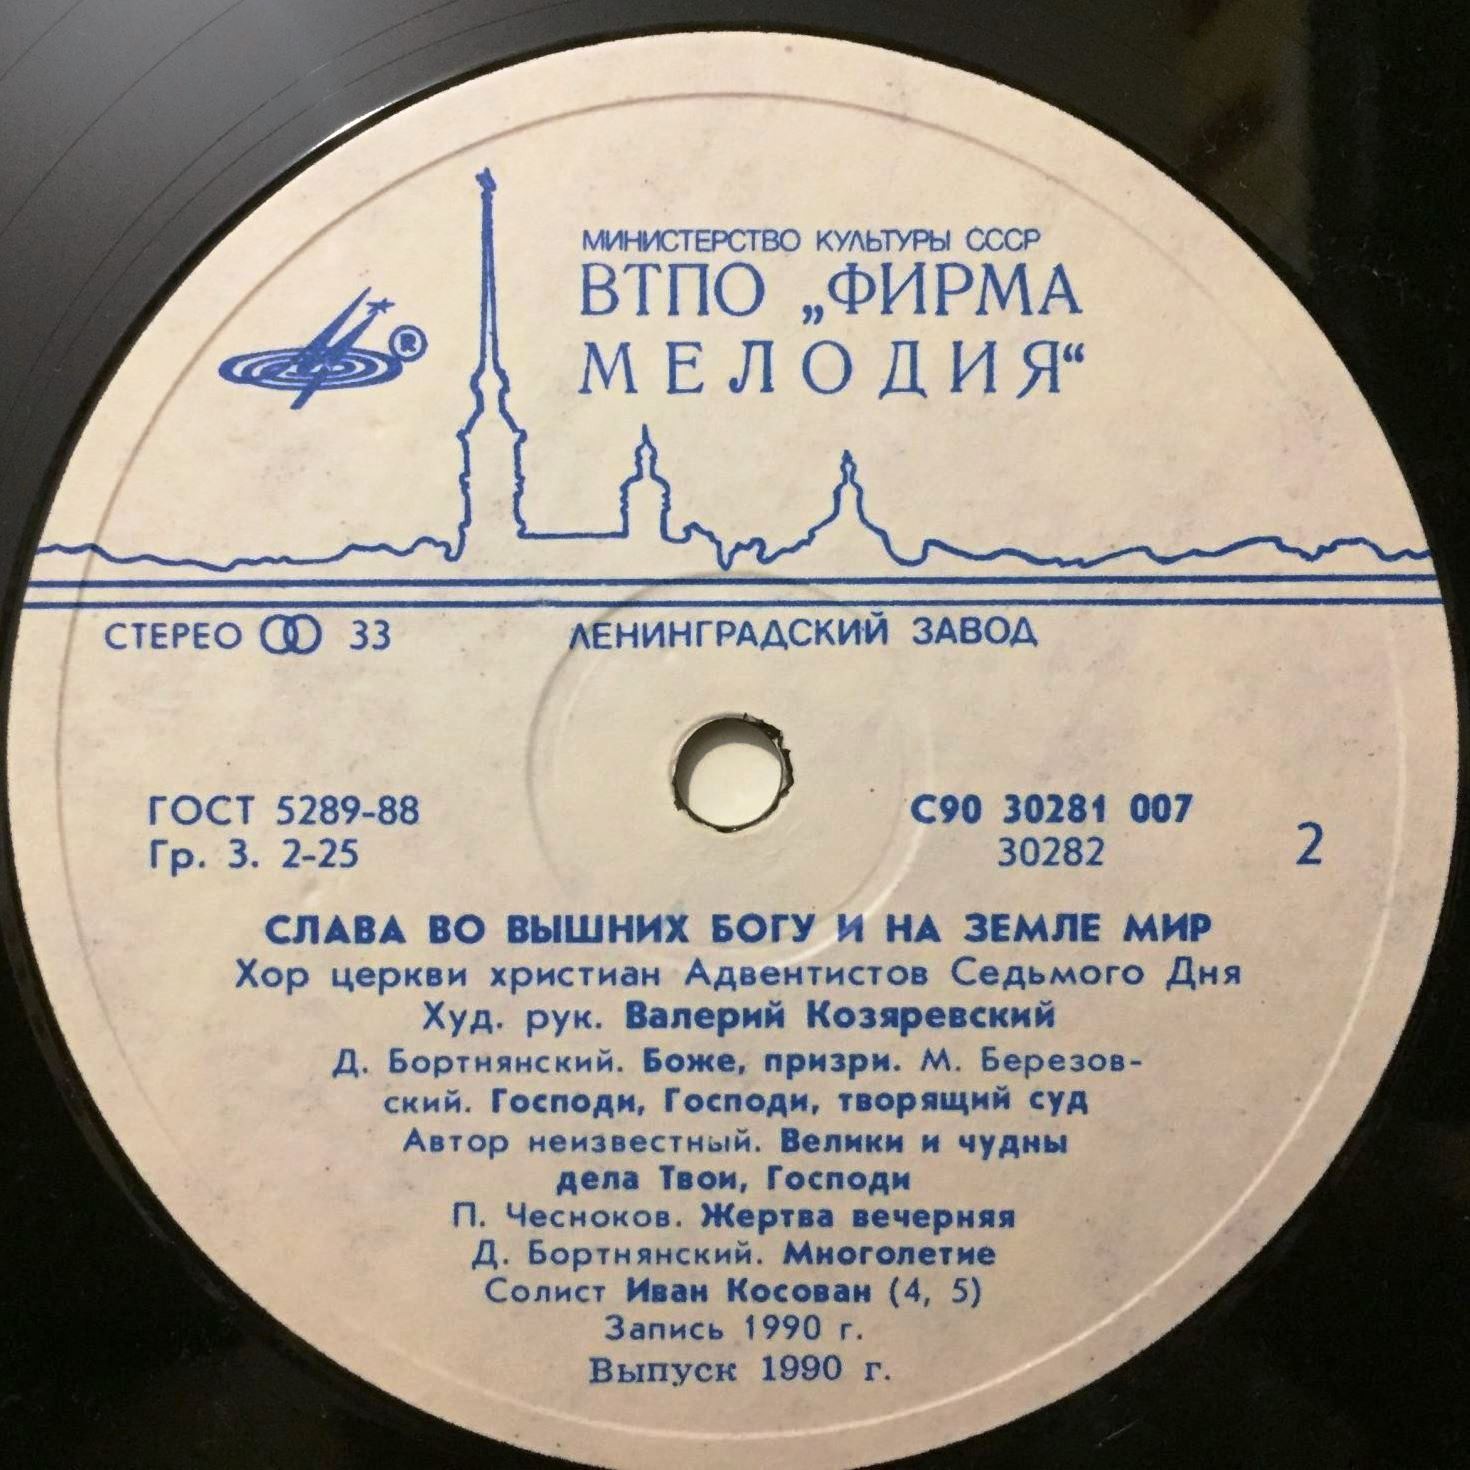 МИНИСТЕРСТВО КУЛЬТУРЫ СССР
ВТПО „ФИРМА
МЕЛОДИЯ“
®
СТЕРЕО 33
ЛЕНИНГРАДСКИЙ ЗАВОД
ГОСТ 5289-88
Гр. 3. 2-25
С90 30281 007
30282
2
СЛАВА ВО ВЫШНИХ БОГУ И НА ЗЕМЛЕ МИР
Хор церкви христиан Адвентистов Седьмого Дня
Худ. рук. Валерий Козяревский
Д. Бортнянский. Боже, призри. М. Березов-
ский. Господи, Господи, творящий суд
Автор неизвестный. Велики и чудны
дела Твои, Господи
П. Чесноков. Жертва вечерняя
Д. Бортнянский. Многолетие
Солист Иван Косован (4, 5)
Запись 1990 г.
Выпуск 1990 г.